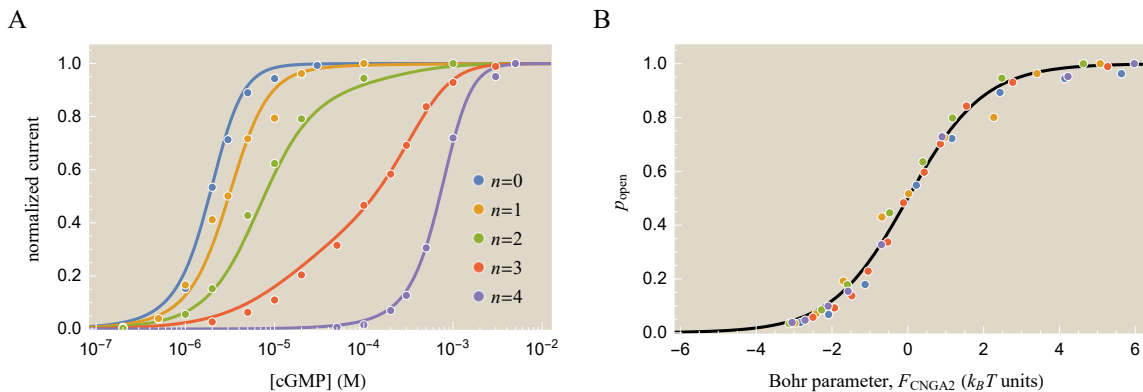 A
B
normalized current
1.0
0.8
0.6
0.4
0.2
0.0
10⁻⁷
10⁻⁶
10⁻⁵
10⁻⁴
10⁻³
10⁻²
[cGMP] (M)
n=0
n=1
n=2
n=3
n=4
p_open
1.0
0.8
0.6
0.4
0.2
0.0
−6
−4
−2
0
2
4
6
Bohr parameter, F_CNGA2 (k_BT units)